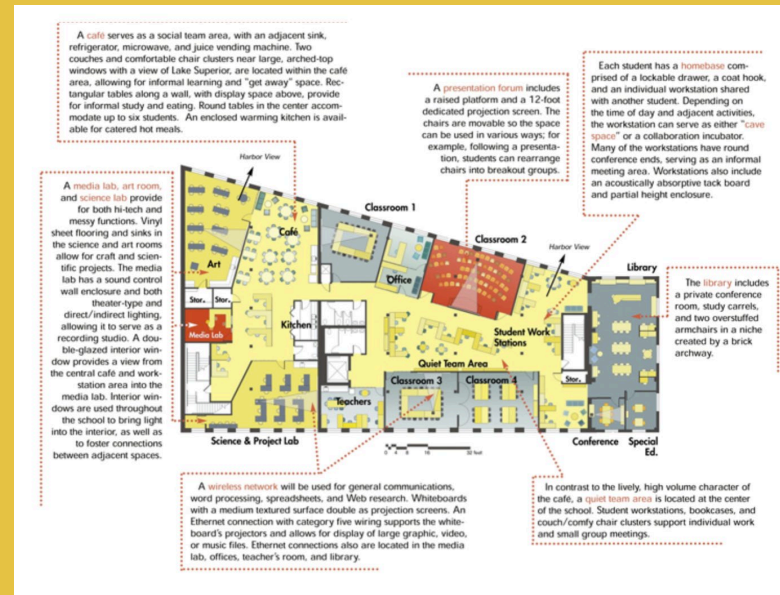 A café serves as a social team area, with an adjacent sink,
refrigerator, microwave, and juice vending machine. Two
couches and comfortable chair clusters near large, arched-top
windows with a view of Lake Superior, are located within the café
area, allowing for informal learning and "get away" space. Rec-
tangular tables along a wall, with display space above, provide
for informal study and eating. Round tables in the center accom-
modate up to six students. An enclosed warming kitchen is avail-
able for catered hot meals.
A presentation forum includes
a raised platform and a 12-foot
dedicated projection screen. The
chairs are movable so the space
can be used in various ways; for
example, following a presenta-
tion, students can rearrange
chairs into breakout groups.
Each student has a homebase com-
prised of a lockable drawer, a coat hook,
and an individual workstation shared
with another student. Depending on
the time of day and adjacent activities,
the workstation can serve as either "cave
space" or a collaboration incubator.
Many of the workstations have round
conference ends, serving as an informal
meeting area. Workstations also include
an acoustically absorptive tack board
and partial height enclosure.
A media lab, art room,
and science lab provide
for both hi-tech and
messy functions. Vinyl
sheet flooring and sinks in
the science and art rooms
allow for craft and scien-
tific projects. The media
lab has a sound control
wall enclosure and both
theater-type and
direct/indirect lighting,
allowing it to serve as a
recording studio. A dou-
ble-glazed interior win-
dow provides a view from
the central café and work-
station area into the
media lab. Interior win-
dows are used throughout
the school to bring light
into the interior, as well as
to foster connections
between adjacent spaces.
Harbor View
Classroom 1
Café
Art
Office
Classroom 2
Harbor View
Library
Stor.
Stor.
Media Lab
Kitchen
Student Work
Stations
Quiet Team Area
Classroom 3
Classroom 4
Stor.
Teachers
Science & Project Lab
0 4 8 16 32 foot
Conference
Special
Ed.
The library includes
a private conference
room, study carrels,
and two overstuffed
armchairs in a niche
created by a brick
archway.
A wireless network will be used for general communications,
word processing, spreadsheets, and Web research. Whiteboards
with a medium textured surface double as projection screens. An
Ethernet connection with category five wiring supports the white-
board's projectors and allows for display of large graphic, video,
or music files. Ethernet connections also are located in the media
lab, offices, teacher's room, and library.
In contrast to the lively, high volume character of
the café, a quiet team area is located at the center
of the school. Student workstations, bookcases, and
couch/comfy chair clusters support individual work
and small group meetings.